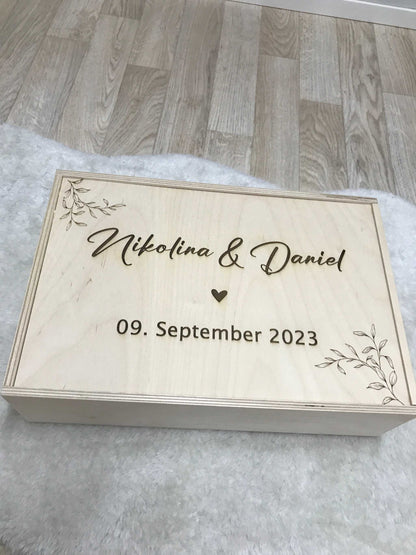 Nikolina & Daniel
09. September 2023